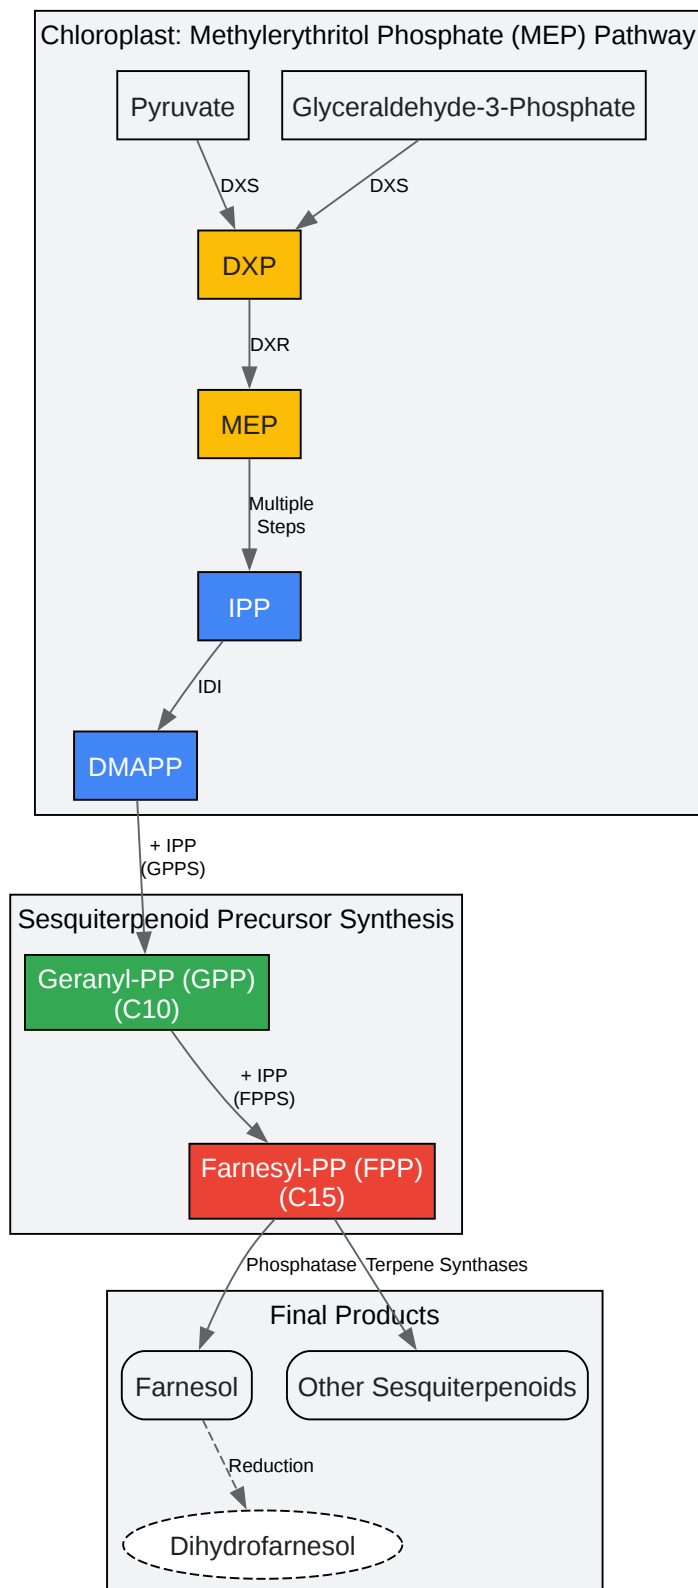 Chloroplast: Methylerythritol Phosphate (MEP) Pathway
Pyruvate
Glyceraldehyde-3-Phosphate
DXS
DXS
DXP
DXR
MEP
Multiple
Steps
IPP
IDI
DMAPP
+ IPP
(GPPS)
Sesquiterpenoid Precursor Synthesis
Geranyl-PP (GPP)
(C10)
+ IPP
(FPPS)
Farnesyl-PP (FPP)
(C15)
Phosphatase
Terpene Synthases
Final Products
Farnesol
Other Sesquiterpenoids
Reduction
Dihydrofarnesol